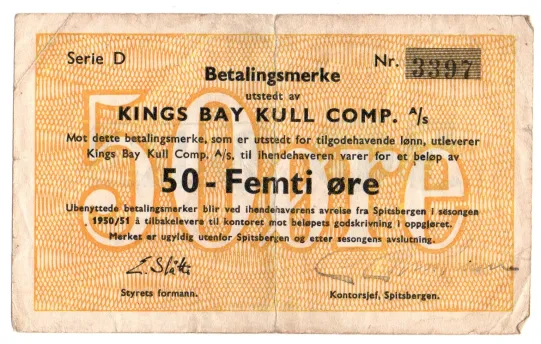 Serie D
Nr. 3397
Betalingsmerke
utstedt av
KINGS BAY KULL COMP. A/s
Mot dette betalingsmerke, som er utstedt for tilgodehavende lønn, utleverer
Kings Bay Kull Comp. A/s, til ihendehaveren varer for et beløp av
50 øre
50 - Femti øre
Ubenyttede betalingsmerker blir ved ihendehaverens avreise fra Spitsbergen i sesongen
1950/51 å tilbakelevere til kontoret mot beløpets godskrivning i oppgjøret.
Merket er ugyldig utenfor Spitsbergen og etter sesongens avslutning.
Styrets formann.
Kontorsjef, Spitsbergen.